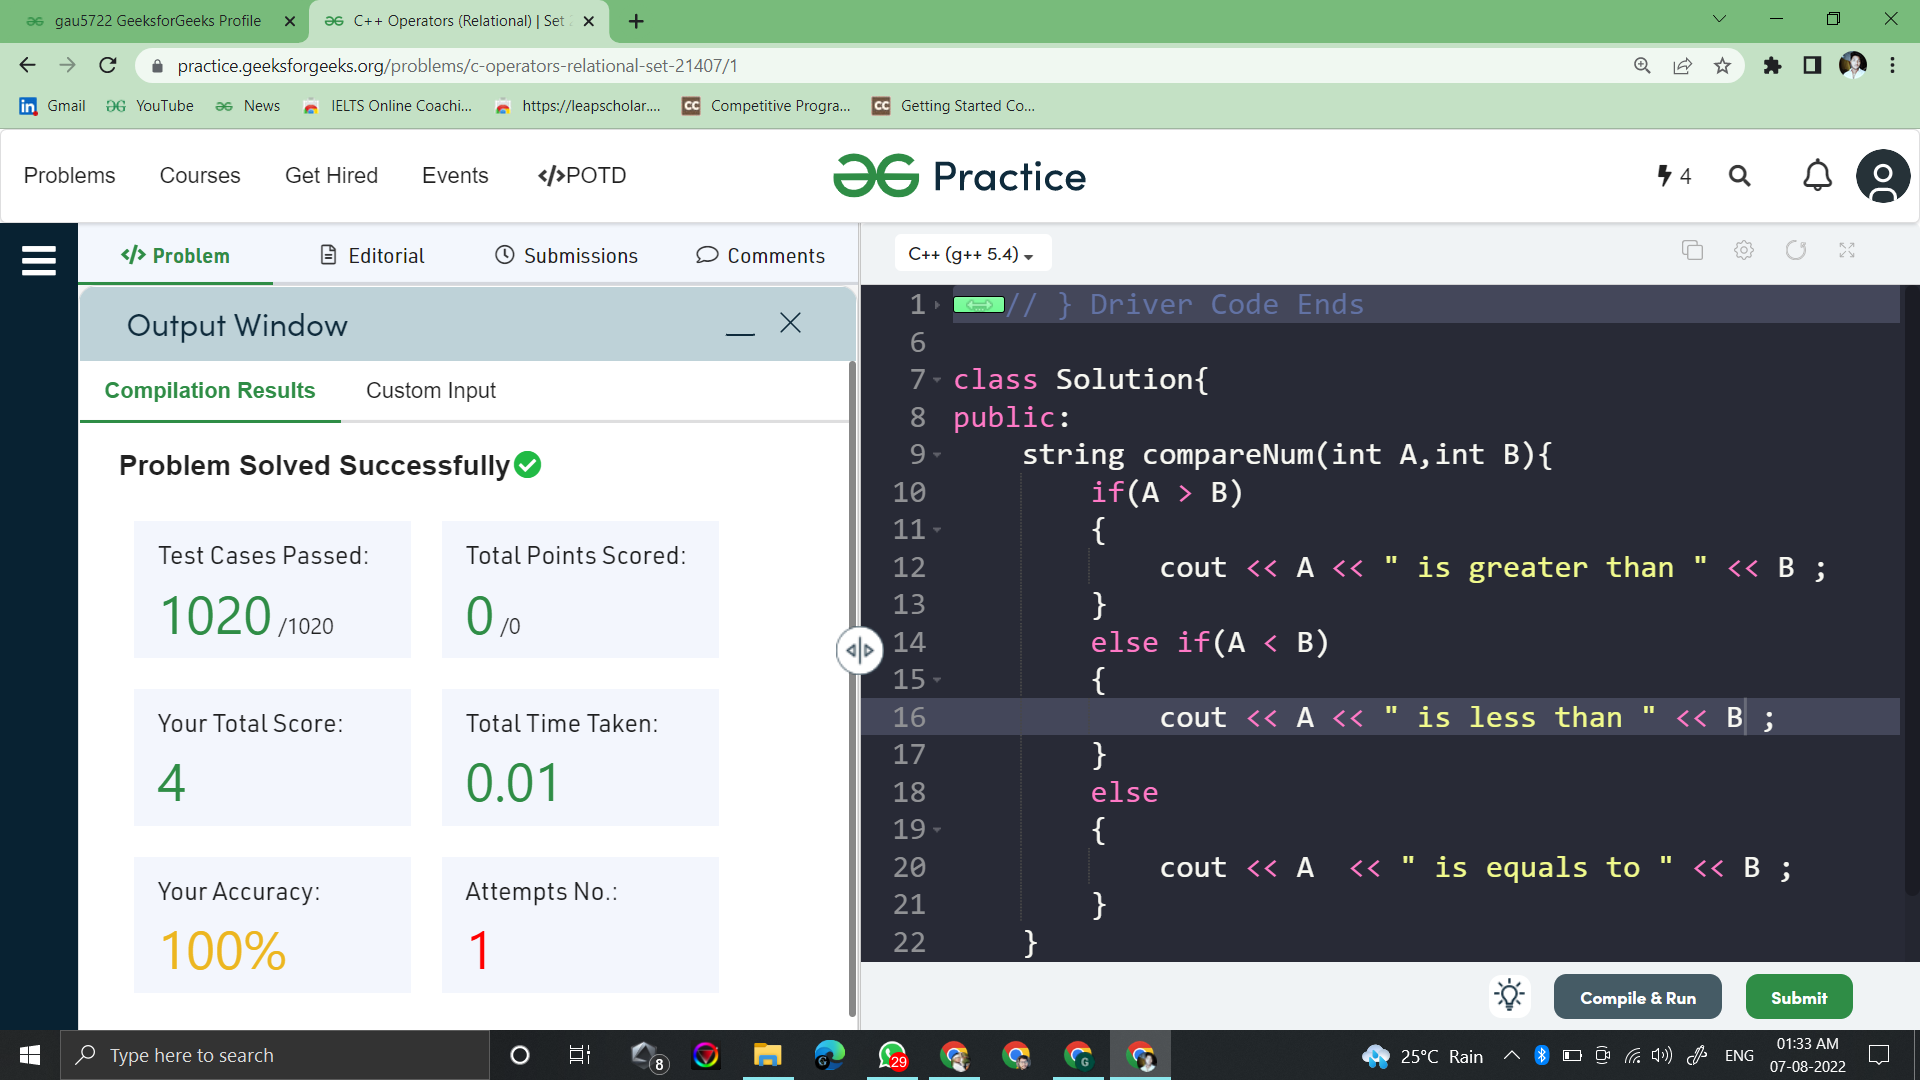 gau5722 GeeksforGeeks Profile
C++ Operators (Relational) | Set 2
practice.geeksforgeeks.org/problems/c-operators-relational-set-21407/1
Gmail YouTube News IELTS Online Coachi... https://leapscholar.... CC Competitive Progra... CC Getting Started Co...
Problems Courses Get Hired Events </>POTD
Practice
4
</> Problem Editorial Submissions Comments
Output Window
Compilation Results Custom Input
Problem Solved Successfully
Test Cases Passed:
1020 /1020
Total Points Scored:
0 /0
Your Total Score:
4
Total Time Taken:
0.01
Your Accuracy:
100%
Attempts No.:
1
C++ (g++ 5.4)
1 // } Driver Code Ends
6
7 class Solution{
8 public:
9 string compareNum(int A,int B){
10 if(A > B)
11 {
12 cout << A << " is greater than " << B ;
13 }
14 else if(A < B)
15 {
16 cout << A << " is less than " << B ;
17 }
18 else
19 {
20 cout << A  << " is equals to " << B ;
21 }
22 }
Compile & Run Submit
Type here to search
8
29
25°C Rain
ENG
01:33 AM
07-08-2022